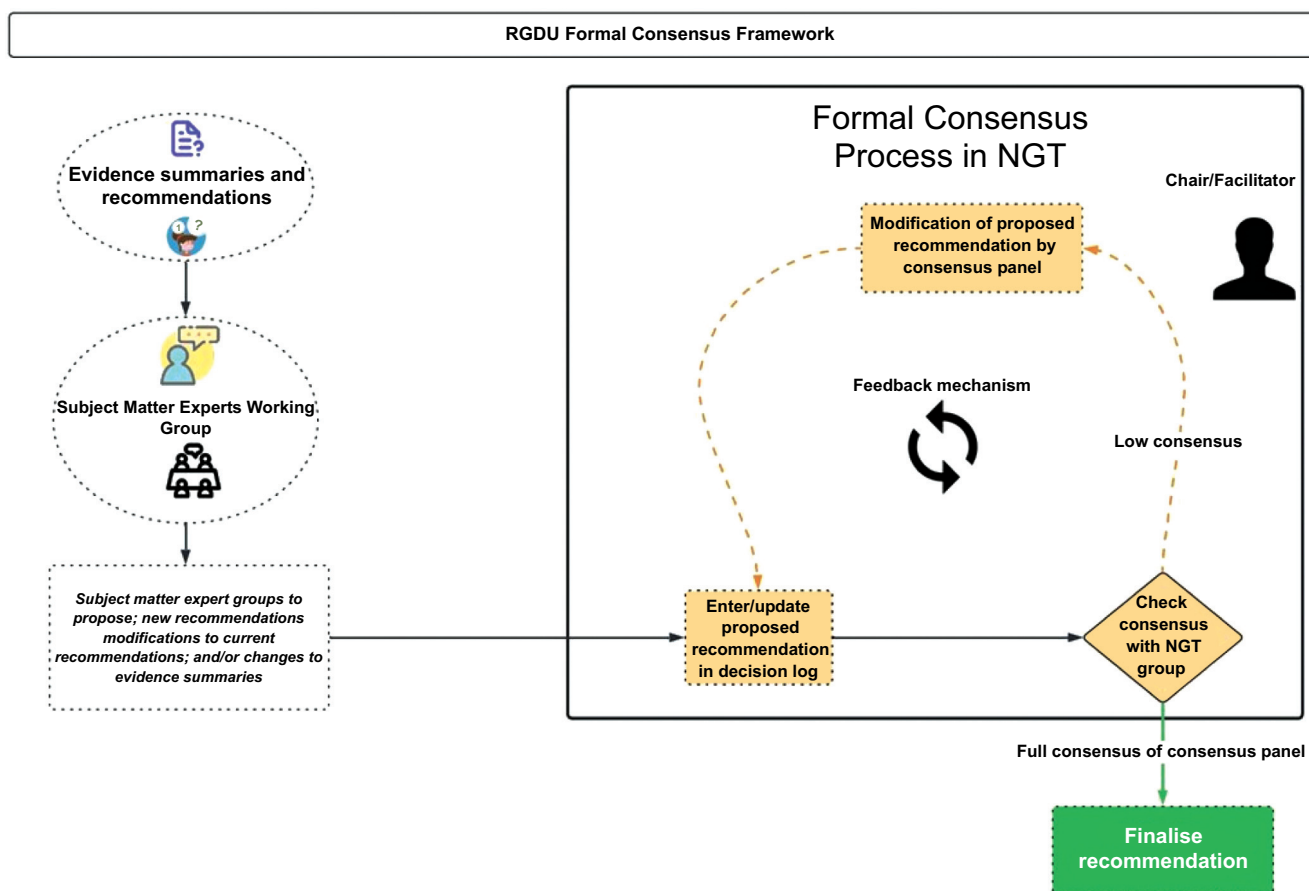 RGDU Formal Consensus Framework
Evidence summaries and
recommendations
1 ?
Subject Matter Experts Working
Group
Subject matter expert groups to
propose; new recommendations
modifications to current
recommendations; and/or changes to
evidence summaries
Formal Consensus
Process in NGT
Chair/Facilitator
Modification of proposed
recommendation by
consensus panel
Feedback mechanism
Low consensus
Enter/update
proposed
recommendation
in decision log
Check
consensus
with NGT
group
Full consensus of consensus panel
Finalise
recommendation